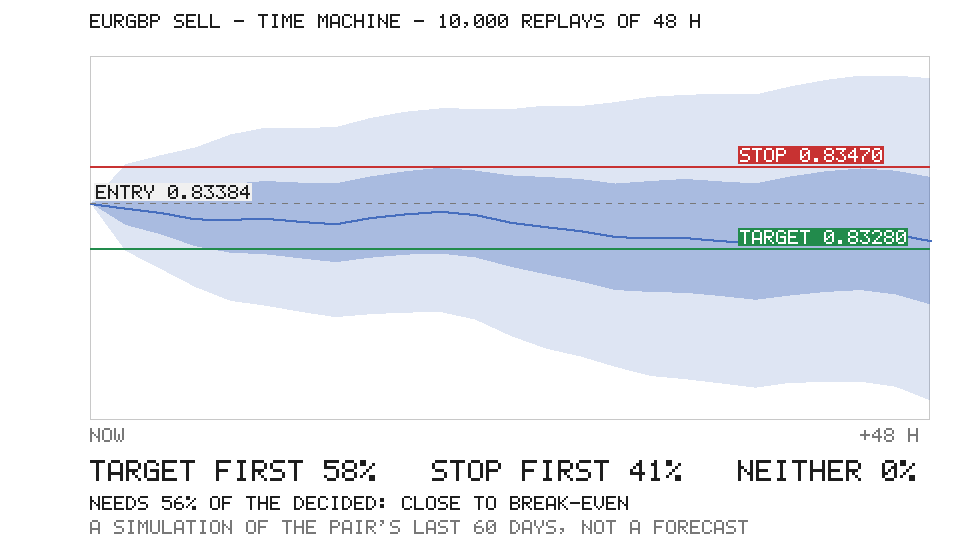 EURGBP SELL - TIME MACHINE - 10,000 REPLAYS OF 48 H
STOP 0.83470
ENTRY 0.83384
TARGET 0.83280
NOW +48 H
TARGET FIRST 58% STOP FIRST 41% NEITHER 0%
NEEDS 56% OF THE DECIDED: CLOSE TO BREAK-EVEN
A SIMULATION OF THE PAIR'S LAST 60 DAYS, NOT A FORECAST